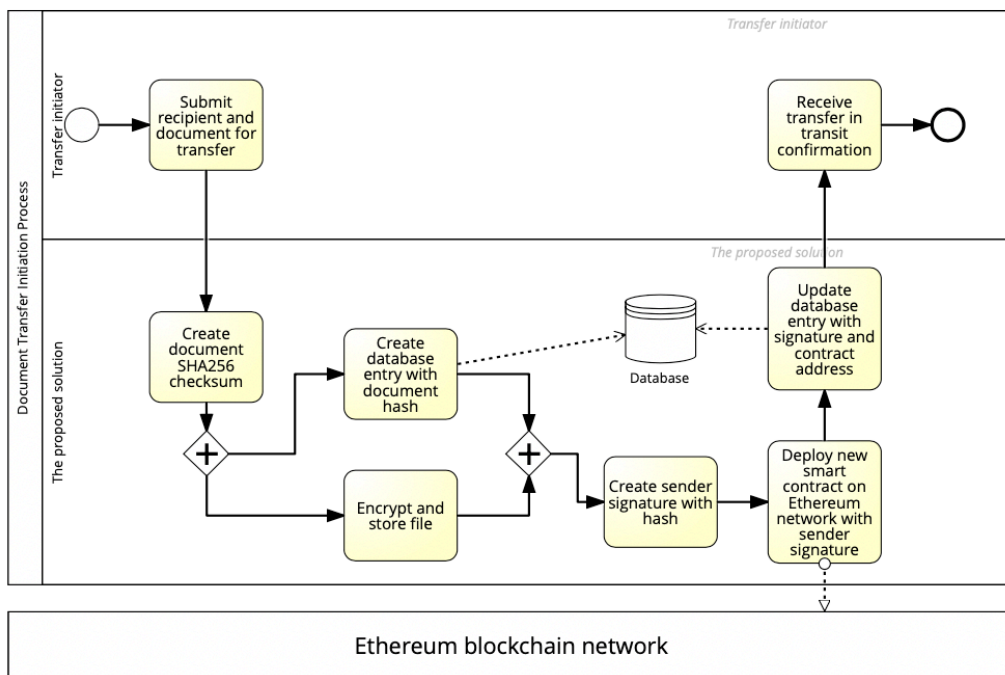 Transfer initiator
Document Transfer Initiation Process
Transfer initiator
Submit
recipient and
document for
transfer
Receive
transfer in
transit
confirmation
The proposed solution
The proposed solution
Create
document
SHA256
checksum
Create
database
entry with
document
hash
Database
Update
database
entry with
signature and
contract
address
Encrypt and
store file
Create sender
signature with
hash
Deploy new
smart
contract on
Ethereum
network with
sender
signature
Ethereum blockchain network